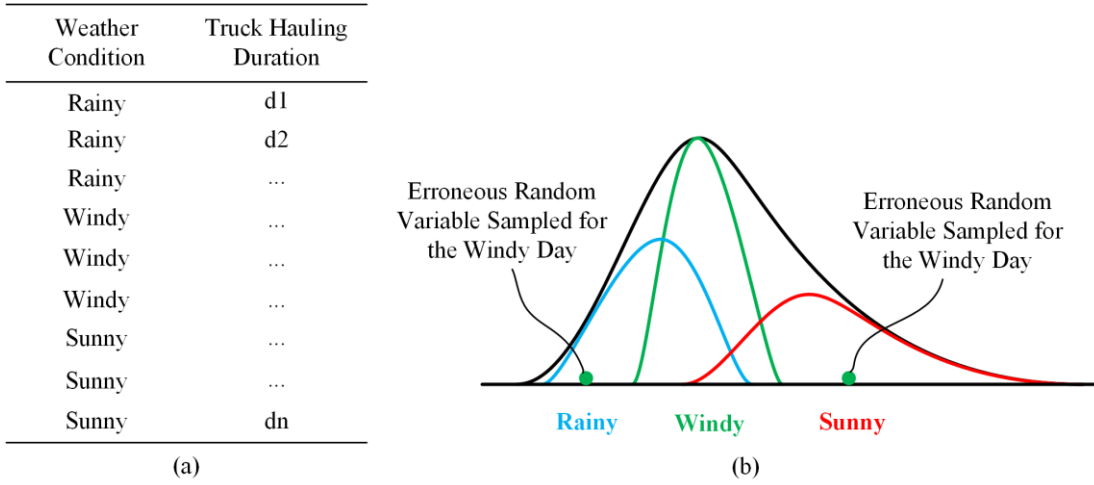 Weather Condition Truck Hauling Duration
Rainy d1
Rainy d2
Rainy ...
Windy ...
Windy ...
Windy ...
Sunny ...
Sunny ...
Sunny dn
(a)
Erroneous Random
Variable Sampled for
the Windy Day
Erroneous Random
Variable Sampled for
the Windy Day
Rainy Windy Sunny
(b)